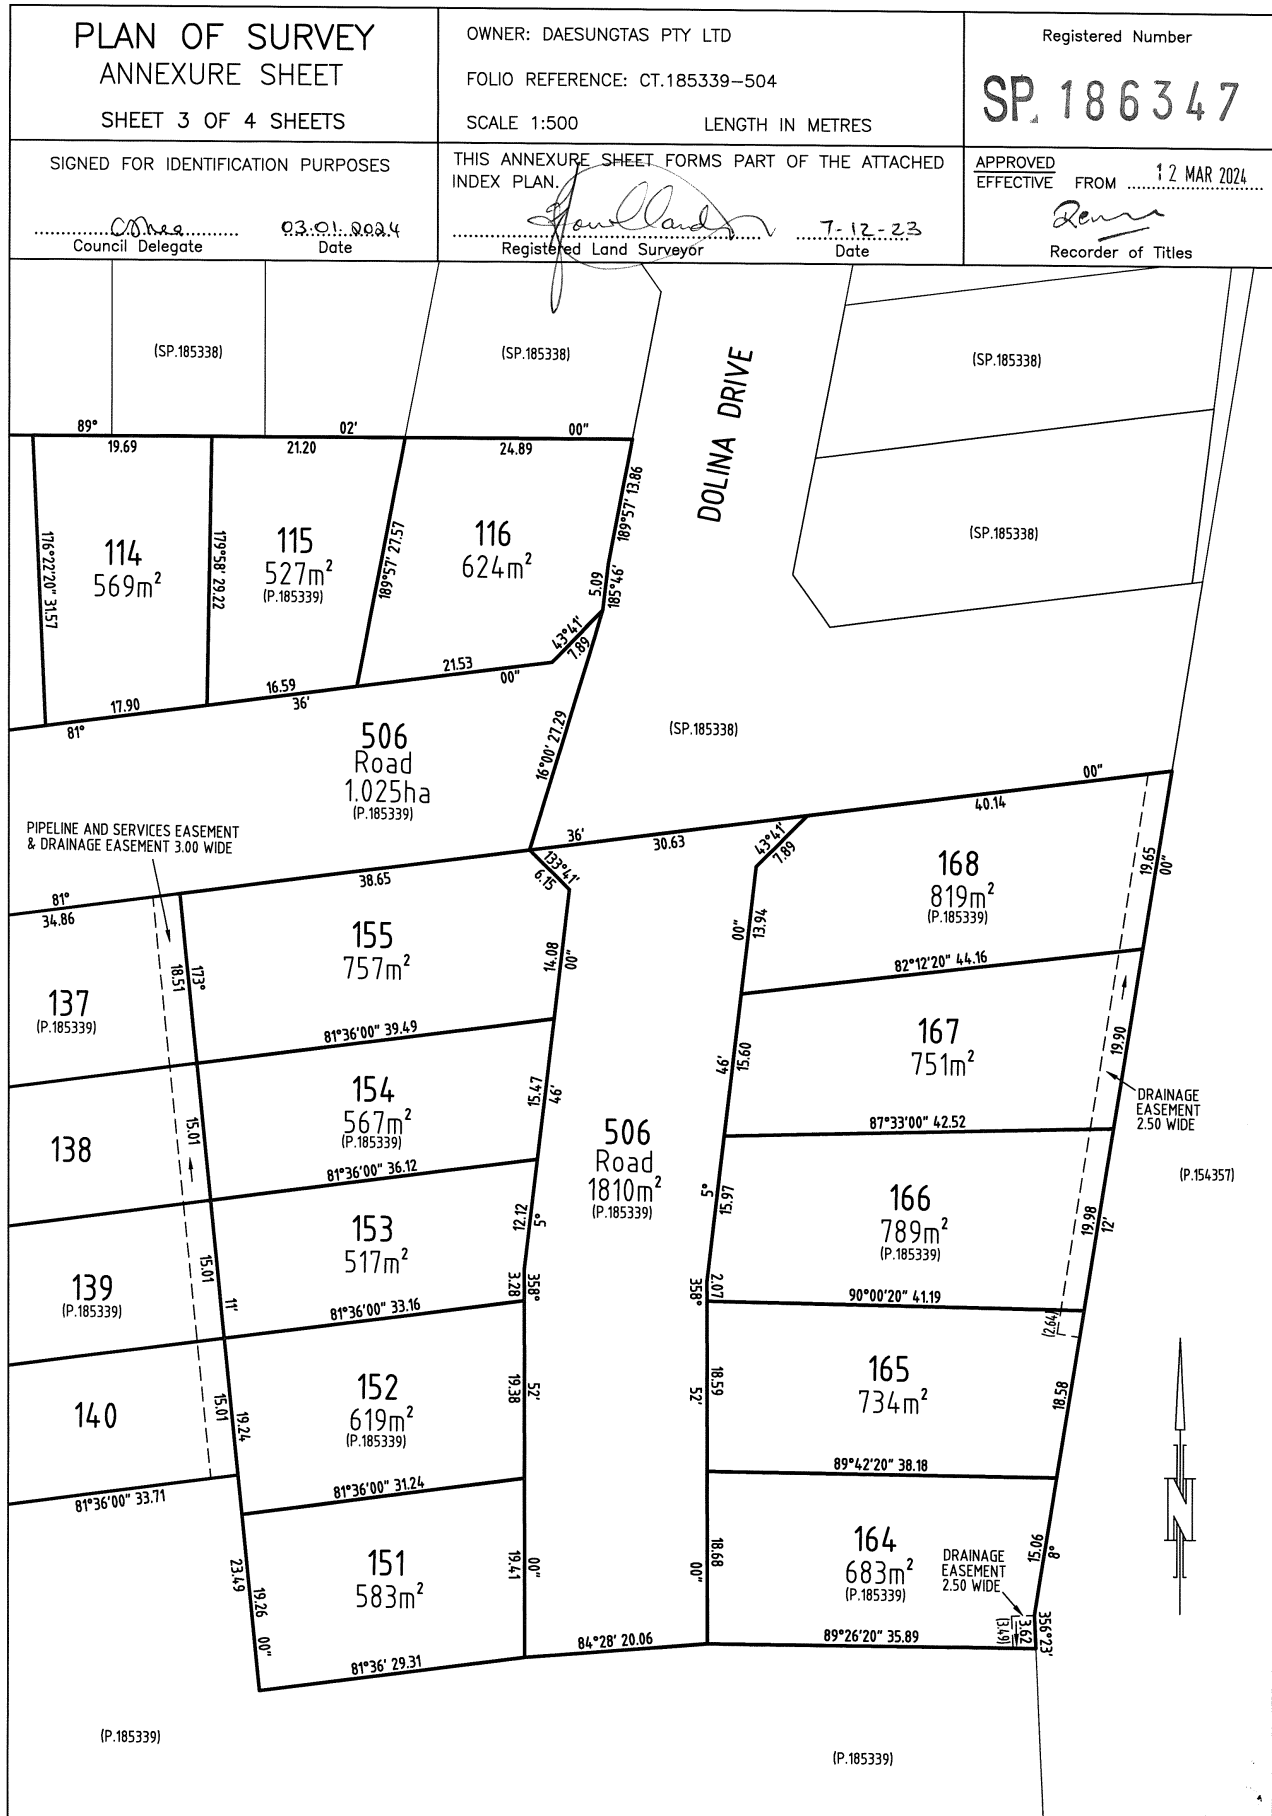 PLAN OF SURVEY
ANNEXURE SHEET
SHEET 3 OF 4 SHEETS
OWNER: DAESUNGTAS PTY LTD
FOLIO REFERENCE: CT.185339-504
SCALE 1:500 LENGTH IN METRES
Registered Number
SP. 186347
SIGNED FOR IDENTIFICATION PURPOSES
03.01.2024
Council Delegate Date
THIS ANNEXURE SHEET FORMS PART OF THE ATTACHED
INDEX PLAN.
7-12-23
Registered Land Surveyor Date
APPROVED
EFFECTIVE FROM 12 MAR 2024
Recorder of Titles
(SP.185338)
(SP.185338)
(SP.185338)
DOLINA DRIVE
89° 02' 00"
19.69
21.20
24.89
176°22'20" 31.57
114
569m²
179°58' 29.22
115
527m²
(P.185339)
189°57' 27.57
116
624m²
189°57' 13.86
5.09
185°46'
43°41'
7.89
(SP.185338)
17.90
16.59
21.53
81° 36' 00"
506
Road
1.025ha
(P.185339)
16°00' 27.29
(SP.185338)
PIPELINE AND SERVICES EASEMENT
& DRAINAGE EASEMENT 3.00 WIDE
81° 36' 00"
34.86
38.65
30.63
40.14
133°41'
6.15
43°41'
7.89
137
(P.185339)
18.51
173°
155
757m²
14.08
00"
00"
13.94
168
819m²
(P.185339)
19.65
00"
82°12'20" 44.16
81°36'00" 39.49
138
15.01
154
567m²
(P.185339)
15.47
46'
46'
15.60
167
751m²
19.90
DRAINAGE
EASEMENT
2.50 WIDE
87°33'00" 42.52
81°36'00" 36.12
506
Road
1810m²
(P.185339)
(P.154357)
139
(P.185339)
15.01
11'
153
517m²
12.12
5°
3.28
358°
5°
15.97
2.07
358°
166
789m²
(P.185339)
19.98
12'
90°00'20" 41.19
(2.64)
81°36'00" 33.16
140
15.01
19.24
152
619m²
(P.185339)
19.38
52'
52'
18.59
165
734m²
18.58
89°42'20" 38.18
81°36'00" 31.24
81°36'00" 33.71
23.49
19.26
00"
151
583m²
19.41
00"
00"
18.68
164
683m²
(P.185339)
DRAINAGE
EASEMENT
2.50 WIDE
15.06
8°
356°23'
3.62
(3.49)
89°26'20" 35.89
84°28' 20.06
81°36' 29.31
N
(P.185339)
(P.185339)